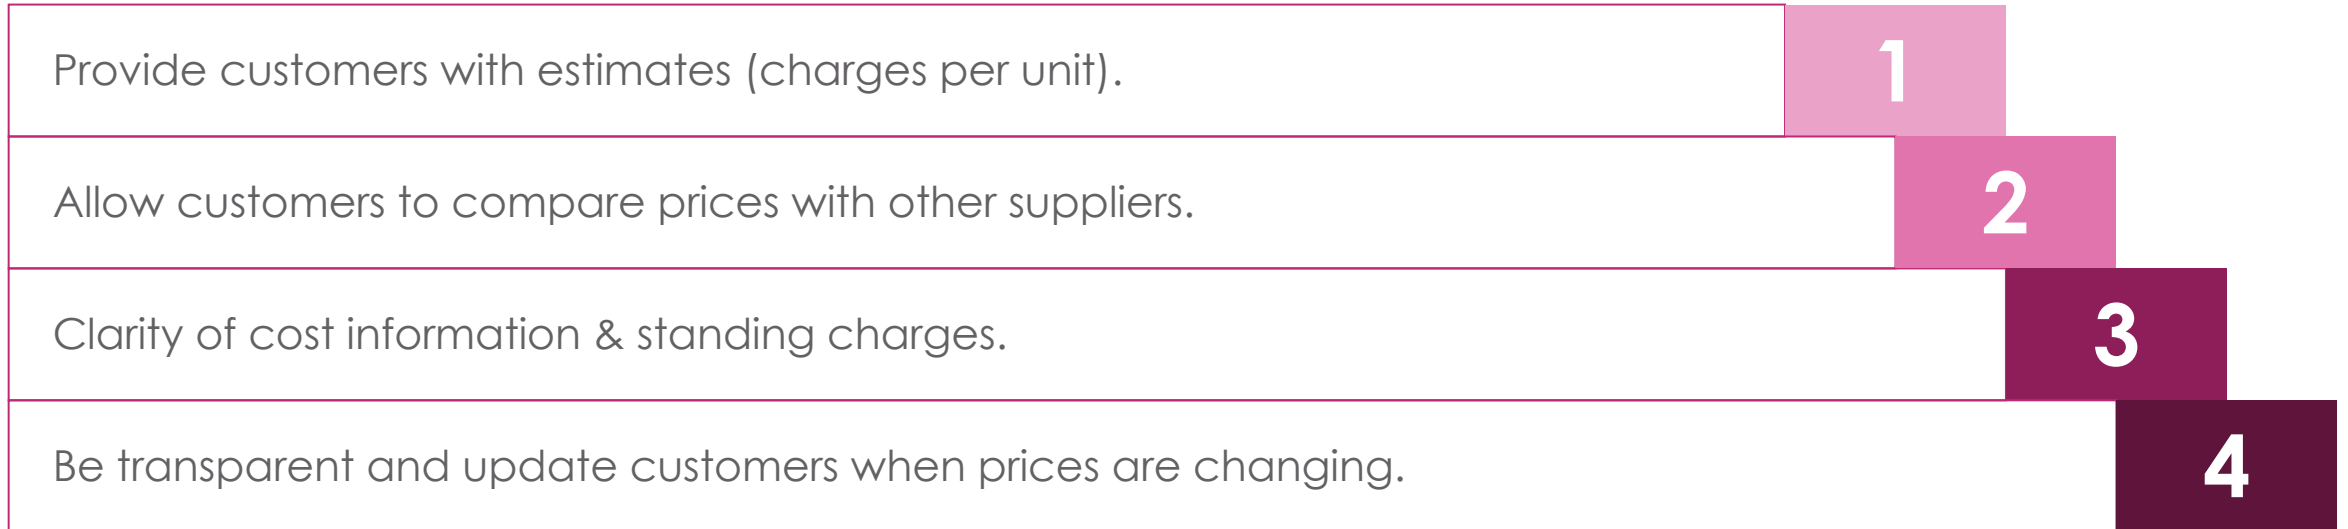 Provide customers with estimates (charges per unit).
1
Allow customers to compare prices with other suppliers.
2
Clarity of cost information & standing charges.
3
Be transparent and update customers when prices are changing.
4